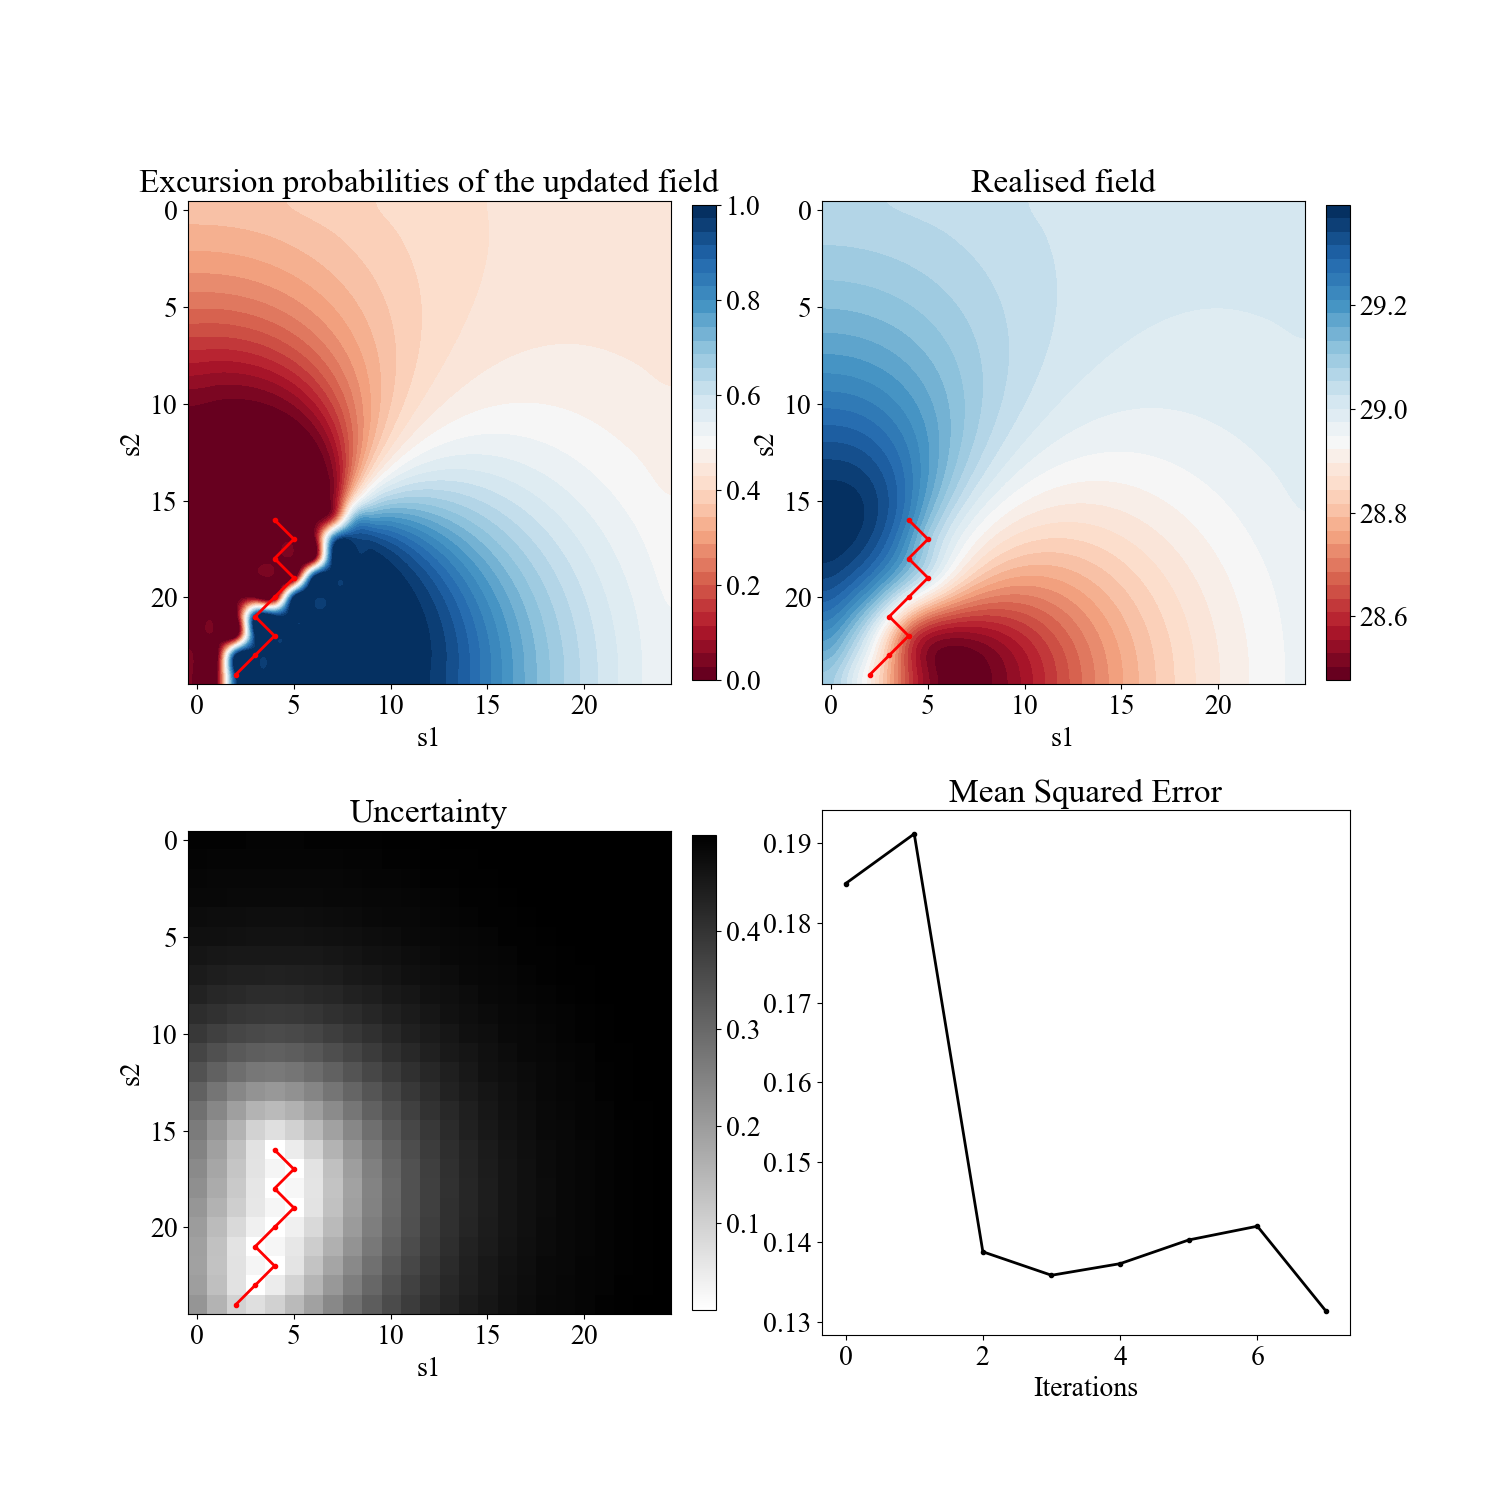 Excursion probabilities of the updated field
0
5
10
15
20
s2
0 5 10 15 20
s1
1.0
0.8
0.6
0.4
0.2
0.0
Realised field
0
5
10
15
20
s2
0 5 10 15 20
s1
29.2
29.0
28.8
28.6
Uncertainty
0
5
10
15
20
s2
0 5 10 15 20
s1
0.4
0.3
0.2
0.1
Mean Squared Error
0.19
0.18
0.17
0.16
0.15
0.14
0.13
0 2 4 6
Iterations